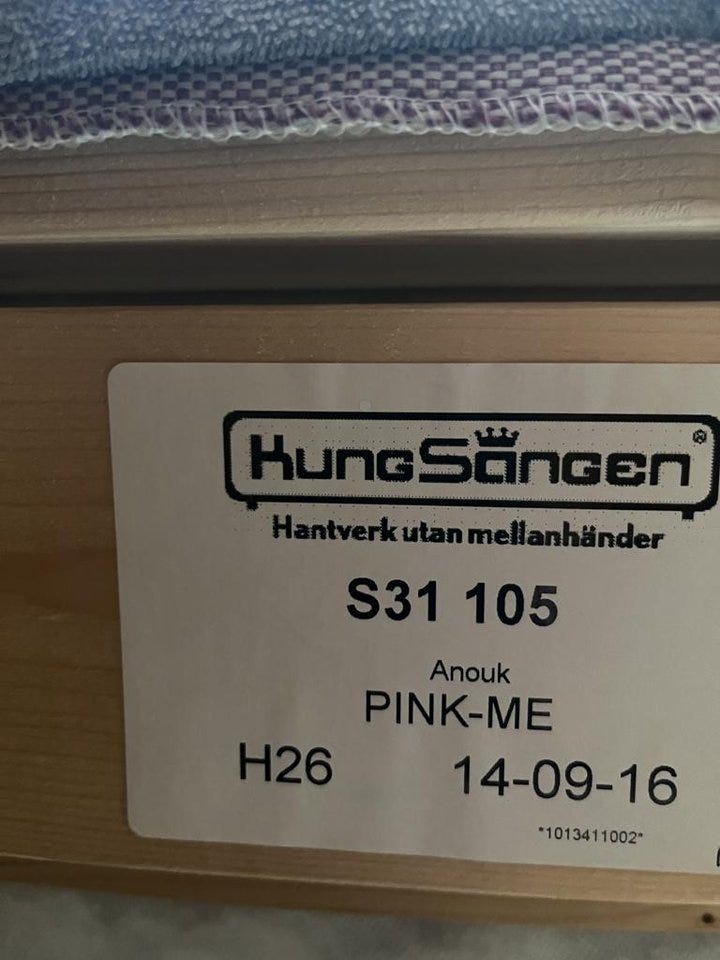 KungSängen ®
Hantverk utan mellanhänder
S31 105
Anouk
PINK-ME
H26 14-09-16
*1013411002*